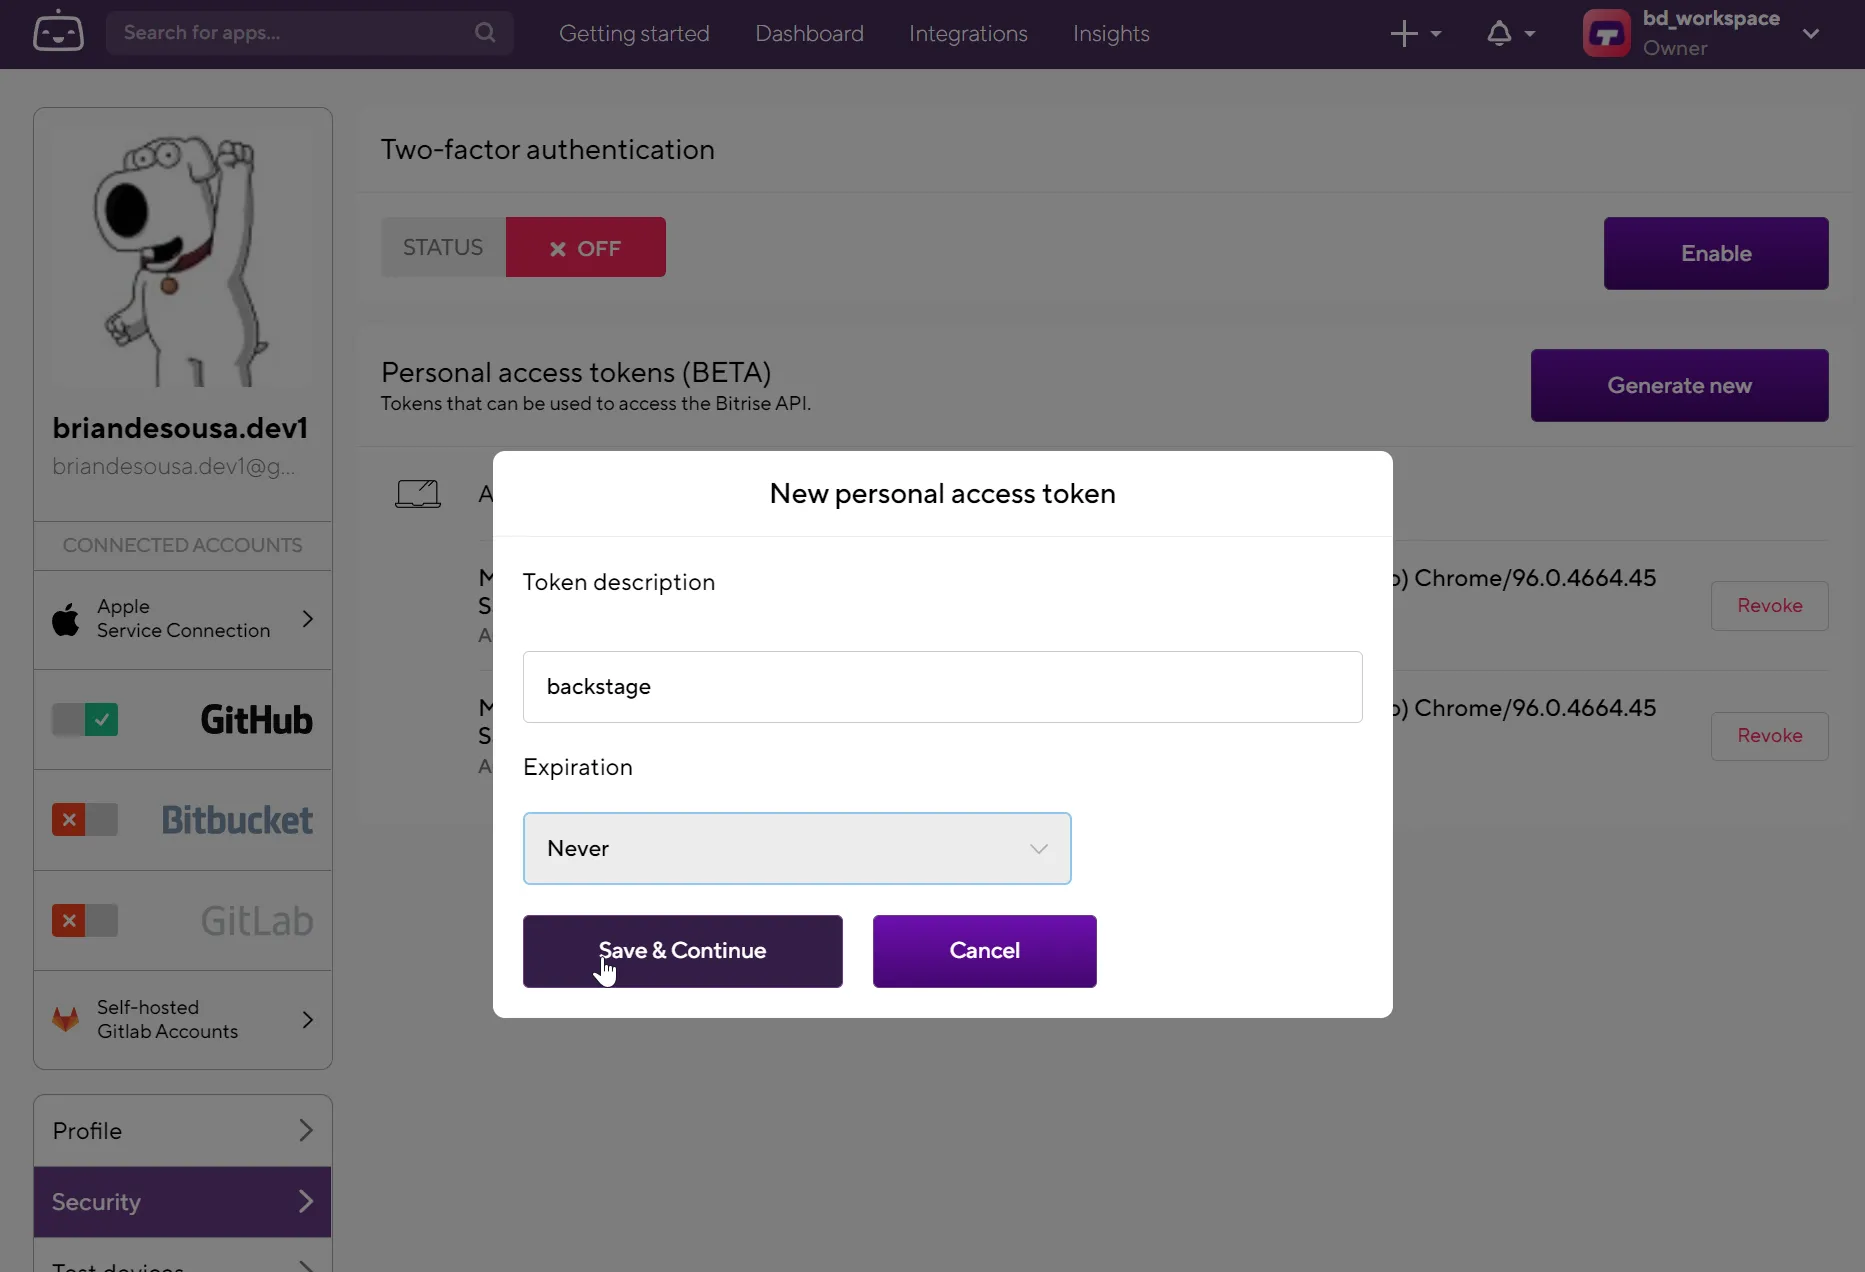 Search for apps...
Getting started
Dashboard
Integrations
Insights
bd_workspace
Owner
briandesousa.dev1
briandesousa.dev1@g...
CONNECTED ACCOUNTS
Apple
Service Connection
GitHub
Bitbucket
GitLab
Self-hosted
Gitlab Accounts
Profile
Security
Test devices
Two-factor authentication
STATUS
OFF
Enable
Personal access tokens (BETA)
Tokens that can be used to access the Bitrise API.
Generate new
Chrome/96.0.4664.45
Revoke
Chrome/96.0.4664.45
Revoke
New personal access token
Token description
backstage
Expiration
Never
Save & Continue
Cancel